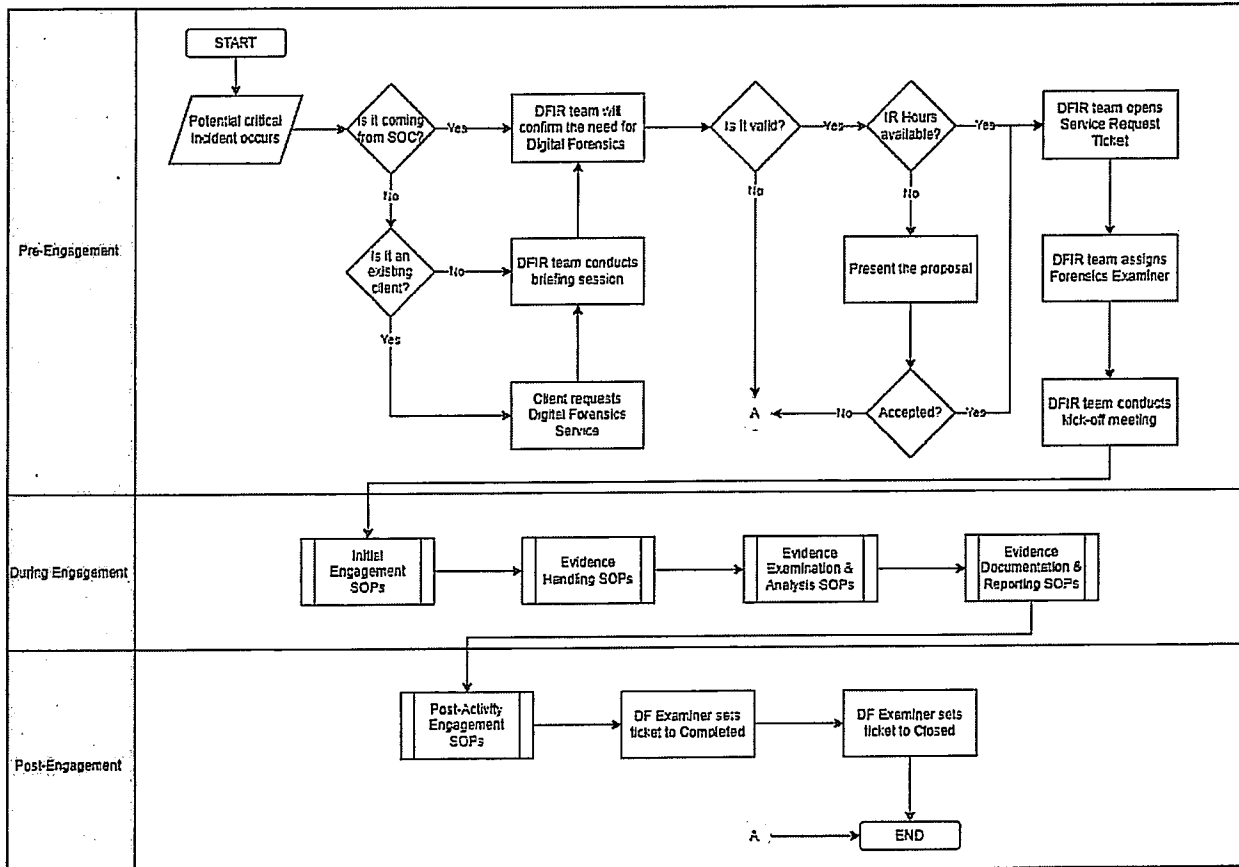 START
Potential critical
incident occurs
Is it coming
from SOC?
Yes
DFIR team will
confirm the need for
Digital Forensics
Is it valid?
Yes
IR Hours
available?
Yes
DFIR team opens
Service Request
Ticket
No
No
No
Pre-Engagement
Is it an
existing
client?
No
DFIR team conducts
briefing session
Present the proposal
DFIR team assigns
Forensics Examiner
Yes
Client requests
Digital Forensics
Service
A
No
Accepted?
Yes
DFIR team conducts
kick-off meeting
During Engagement
Initial
Engagement
SOPs
Evidence
Handling SOPs
Evidence
Examination &
Analysis SOPs
Evidence
Documentation &
Reporting SOPs
Post-Engagement
Post-Activity
Engagement
SOPs
DF Examiner sets
ticket to Completed
DF Examiner sets
ticket to Closed
A
END